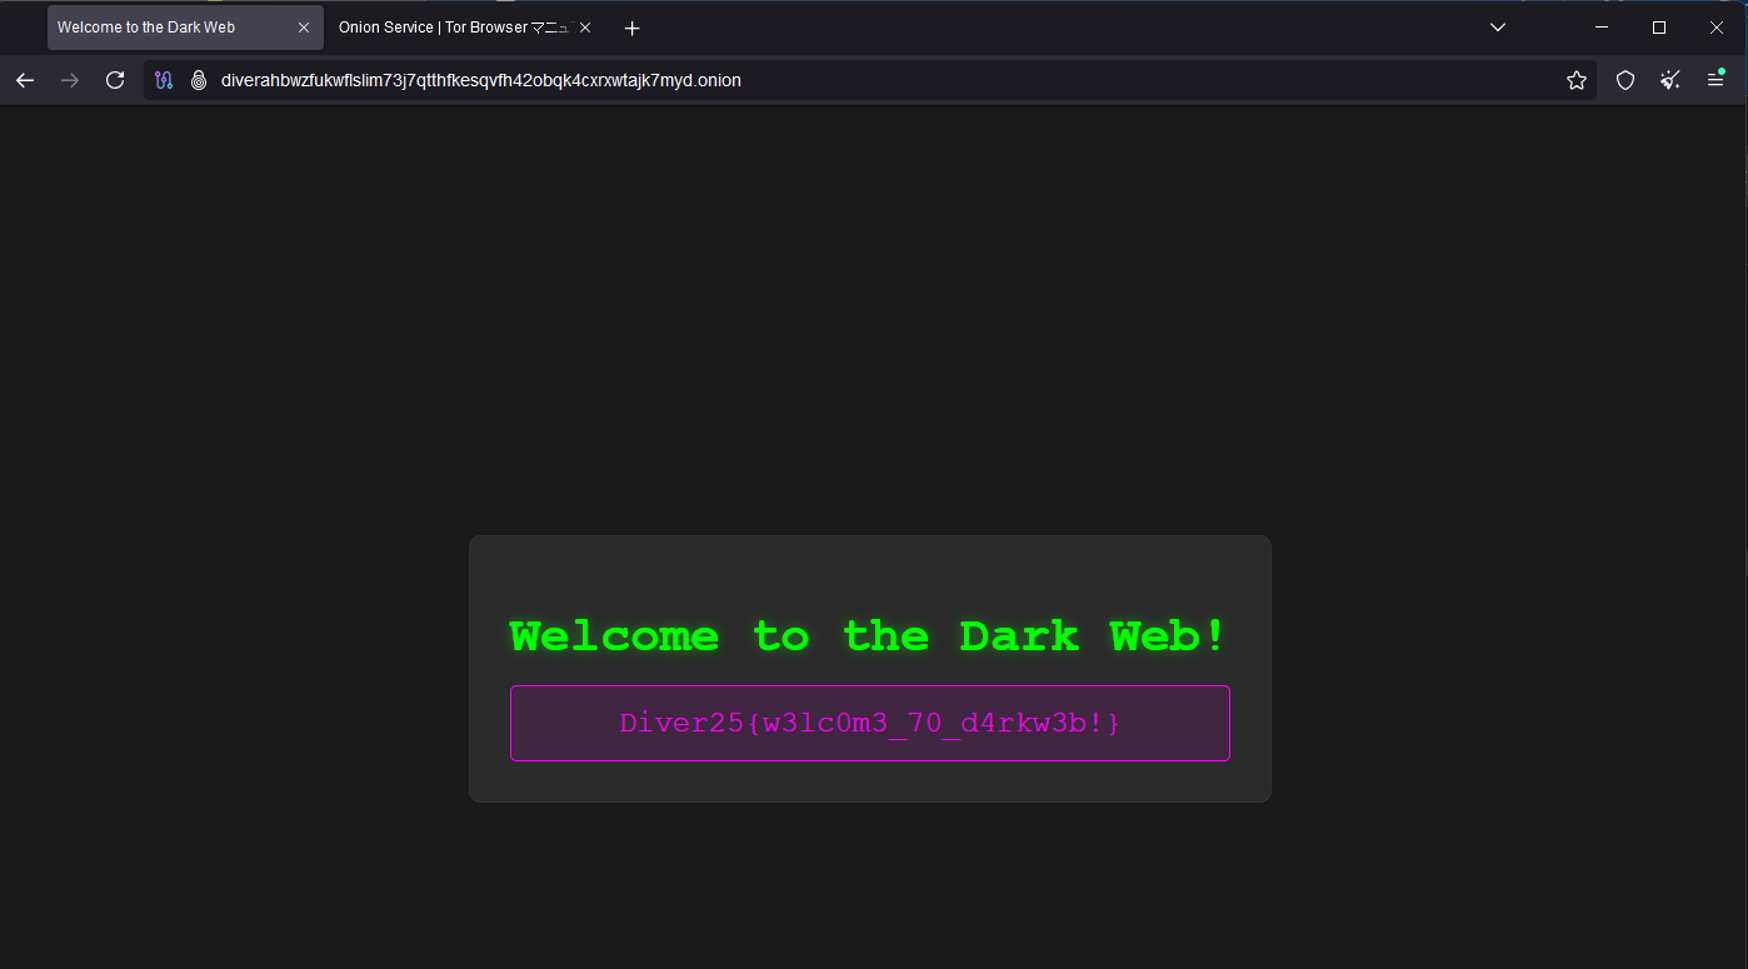 Welcome to the Dark Web
Onion Service | Tor Browser マニュ
diverahbwzfukwflslim73j7qtthfkesqvfh42obqk4cxrxwtajk7myd.onion
Welcome to the Dark Web!
Diver25{w3lc0m3_70_d4rkw3b!}